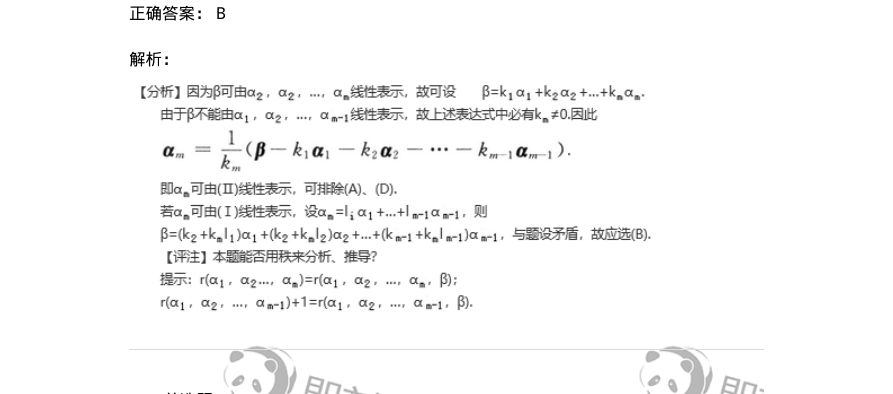 正确答案： B
解析：
【分析】因为β可由α₂，α₂，…，αₘ线性表示，故可设 β=k₁α₁+k₂α₂+…+kₘαₘ.
由于β不能由α₁，α₂，…，αₘ₋₁线性表示，故上述表达式中必有kₘ≠0.因此
αₘ = 1/kₘ (β − k₁α₁ − k₂α₂ − ⋯ − kₘ₋₁αₘ₋₁).
即αₘ可由(Ⅱ)线性表示，可排除(A)、(D).
若αₘ可由(Ⅰ)线性表示，设αₘ=lᵢα₁+…+lₘ₋₁αₘ₋₁，则
β=(k₂+kₘl₁)α₁+(k₂+kₘl₂)α₂+…+(kₘ₋₁+kₘlₘ₋₁)αₘ₋₁，与题设矛盾，故应选(B).
【评注】本题能否用秩来分析、推导？
提示：r(α₁，α₂…，αₘ)=r(α₁，α₂，…，αₘ，β)；
r(α₁，α₂，…，αₘ₋₁)+1=r(α₁，α₂，…，αₘ₋₁，β).